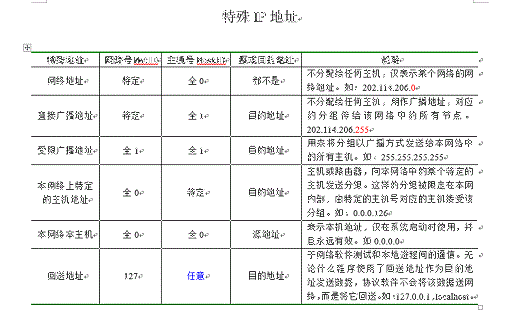 特殊 IP 地址
特殊地址 网络号 NetID 主机号 HostID 源或目的地址 说明
网络地址 特定 全 0 都不是 不分配给任何主机，仅表示某个网络的网
络地址。如：202.114.206.0
直接广播地址 特定 全 1 目的地址 不分配给任何主机，用作广播地址，对应
的分组传给该网络中的所有节点。
202.114.206.255
受限广播地址 全 1 全 1 目的地址 用来将分组以广播方式发送给本网络中
的所有主机。如：255.255.255.255
本网络上特定
的主机地址 全 0 特定 目的地址 主机或路由器，向本网络中的某个特定的
主机发送分组。这样的分组被限定在本网
内部，由特定的主机号对应的主机接受该
分组。如：0.0.0.126
本网络本主机 全 0 全 0 源地址 表示本机地址，仅在系统启动时使用，并
且永远有效。如 0.0.0.0
回送地址 127 任意 目的地址 于网络软件测试和本地进程间的通信。无
论什么程序使用了回送地址作为目的地
址发送数据，协议软件不会将该数据送网
络，而是将它回送。如：127.0.0.1，localhost。